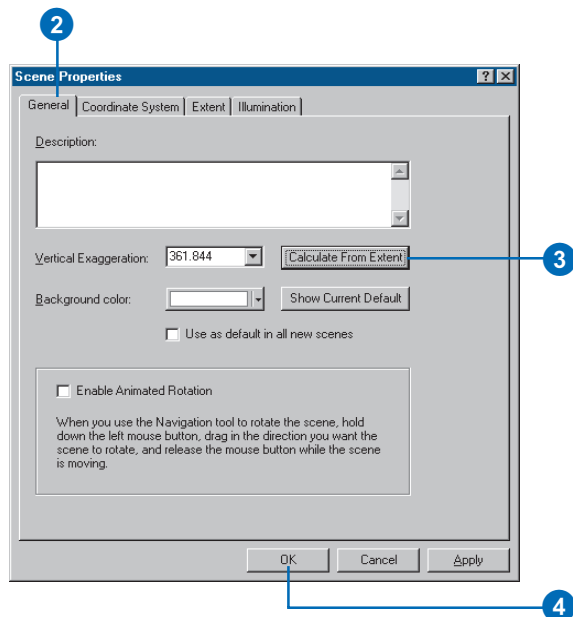 2
Scene Properties
General Coordinate System Extent Illumination
Description:
Vertical Exaggeration: 361.844 Calculate From Extent 3
Background color: Show Current Default
Use as default in all new scenes
Enable Animated Rotation
When you use the Navigation tool to rotate the scene, hold
down the left mouse button, drag in the direction you want the
scene to rotate, and release the mouse button while the scene
is moving.
OK Cancel Apply
4